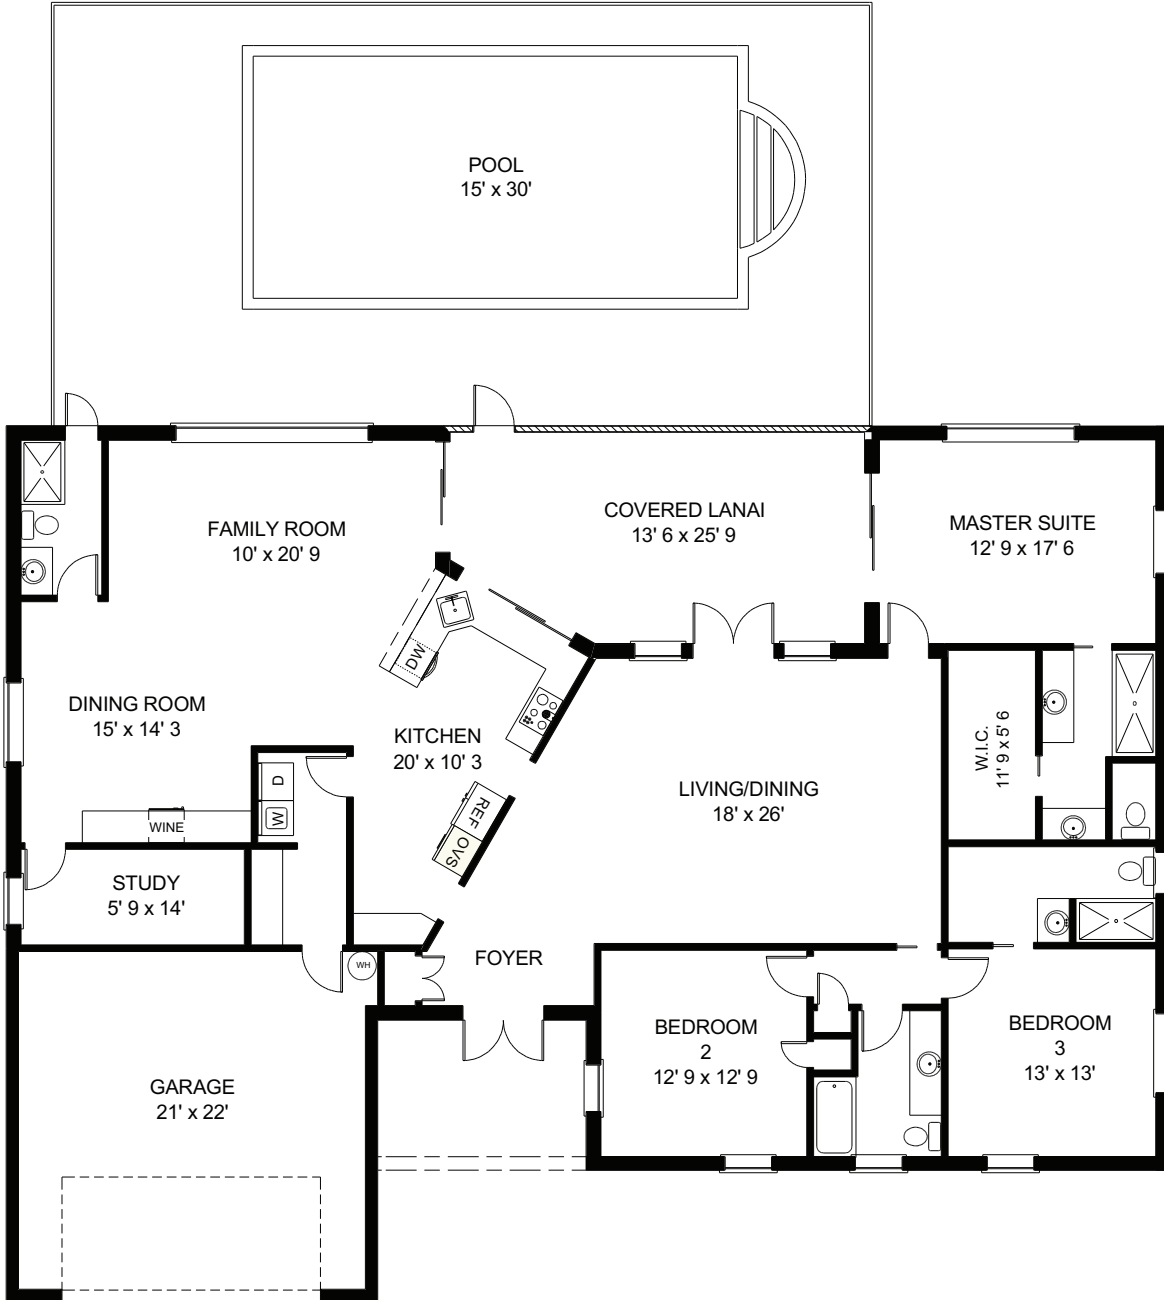 POOL
15' x 30'
FAMILY ROOM
10' x 20' 9
COVERED LANAI
13' 6 x 25' 9
MASTER SUITE
12' 9 x 17' 6
DW
DINING ROOM
15' x 14' 3
KITCHEN
20' x 10' 3
W.I.C.
11' 9 x 5' 6
D
W
WINE
REF
OVS
LIVING/DINING
18' x 26'
STUDY
5' 9 x 14'
WH
FOYER
BEDROOM
2
12' 9 x 12' 9
BEDROOM
3
13' x 13'
GARAGE
21' x 22'